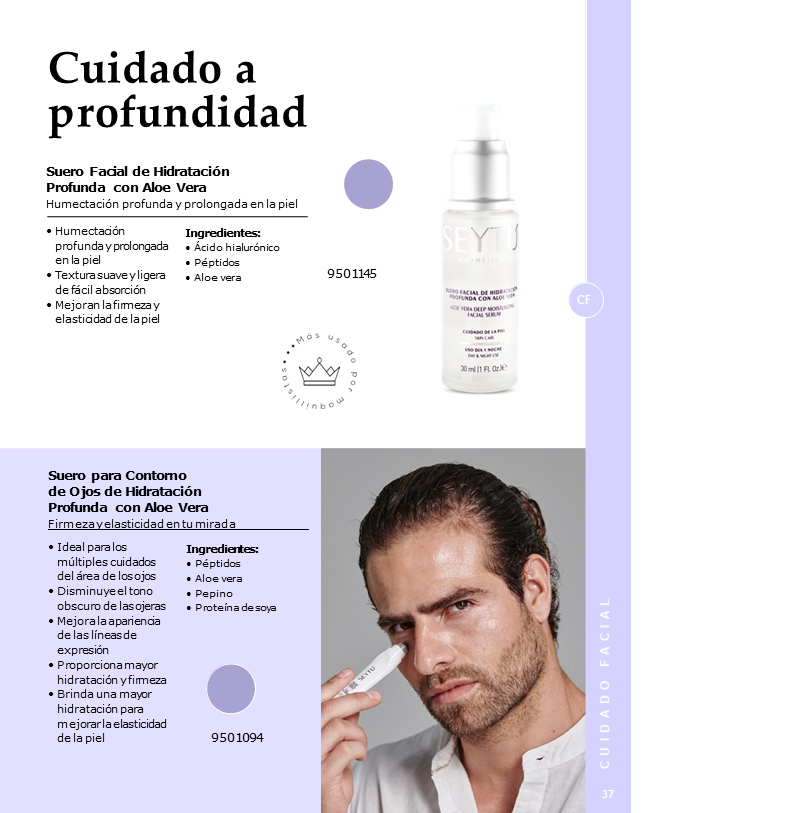 Cuidado a
profundidad
Suero Facial de Hidratación
Profunda con Aloe Vera
Humectación profunda y prolongada en la piel
• Humectación
profunda y prolongada
en la piel
• Textura suave y ligera
de fácil absorción
• Mejoran la firmeza y
elasticidad de la piel
Ingredientes:
• Ácido hialurónico
• Péptidos
• Aloe vera
9501145
Más usado por maquillistas
SEYTU
COSMÉTICA
SUERO FACIAL DE HIDRATACIÓN
PROFUNDA CON ALOE VERA
ALOE VERA DEEP MOISTURIZING
FACIAL SERUM
CUIDADO DE LA PIEL
SKIN CARE
USO DÍA Y NOCHE
DAY & NIGHT USE
30 ml (1 FL Oz.) e
CF
Suero para Contorno
de Ojos de Hidratación
Profunda con Aloe Vera
Firmeza y elasticidad en tu mirada
• Ideal para los
múltiples cuidados
del área de los ojos
• Disminuye el tono
obscuro de las ojeras
• Mejora la apariencia
de las líneas de
expresión
• Proporciona mayor
hidratación y firmeza
• Brinda una mayor
hidratación para
mejorar la elasticidad
de la piel
Ingredientes:
• Péptidos
• Aloe vera
• Pepino
• Proteína de soya
9501094
SEYTU
CUIDADO FACIAL
37